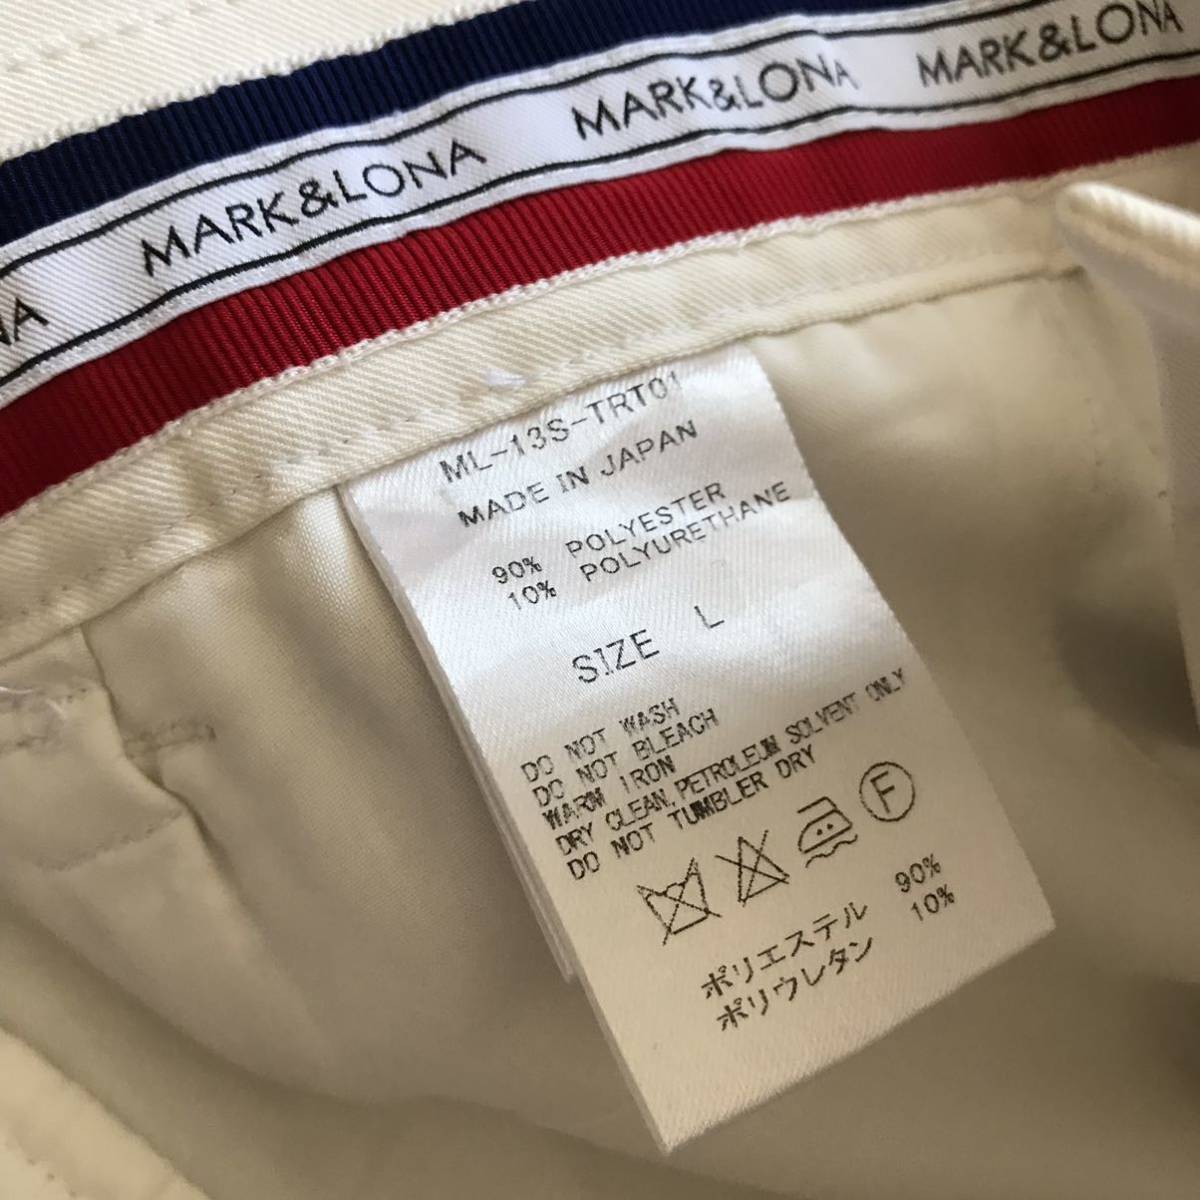 NA MARK&LONA MARK&LONA MARK&LONA
ML-13S-TRT01
MADE IN JAPAN
90% POLYESTER
10% POLYURETHANE
SIZE L
DO NOT WASH
DO NOT BLEACH
WARM IRON
DRY CLEAN,PETROLEUM SOLVENT ONLY
DO NOT TUMBLER DRY
F
ポリエステル 90%
ポリウレタン 10%